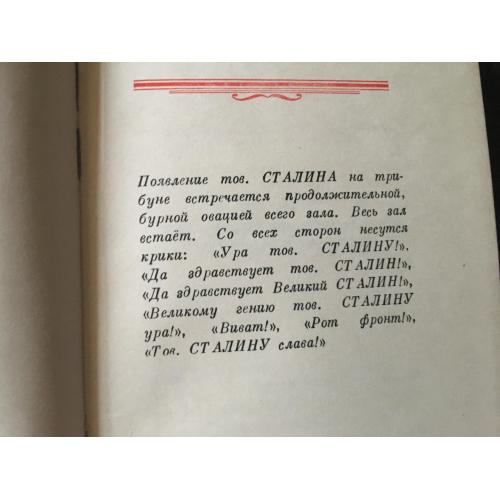 Появление тов. СТАЛИНА на три-
буне встречается продолжительной,
бурной овацией всего зала. Весь зал
встаёт. Со всех сторон несутся
крики: «Ура тов. СТАЛИНУ!»,
«Да здравствует тов. СТАЛИН!»,
«Да здравствует Великий СТАЛИН!»,
«Великому гению тов. СТАЛИНУ
ура!», «Виват!», «Рот фронт!»,
«Тов. СТАЛИНУ слава!»